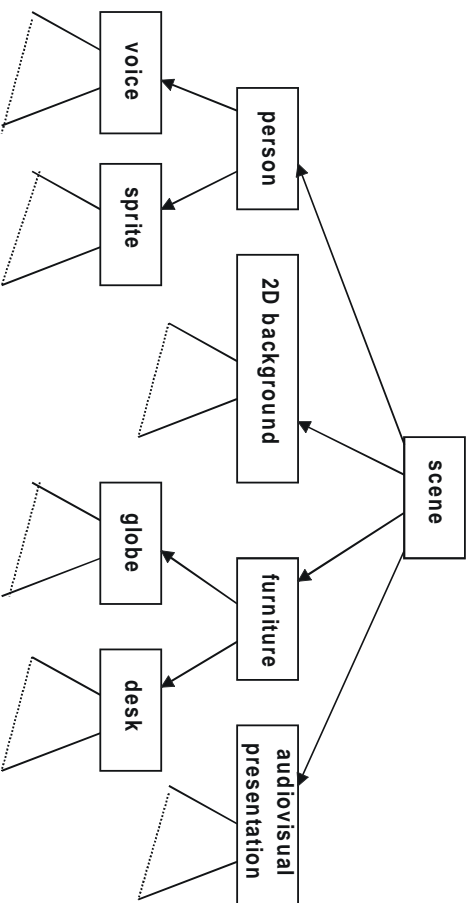 scene
person
2D background
furniture
audiovisual
presentation
voice
sprite
globe
desk